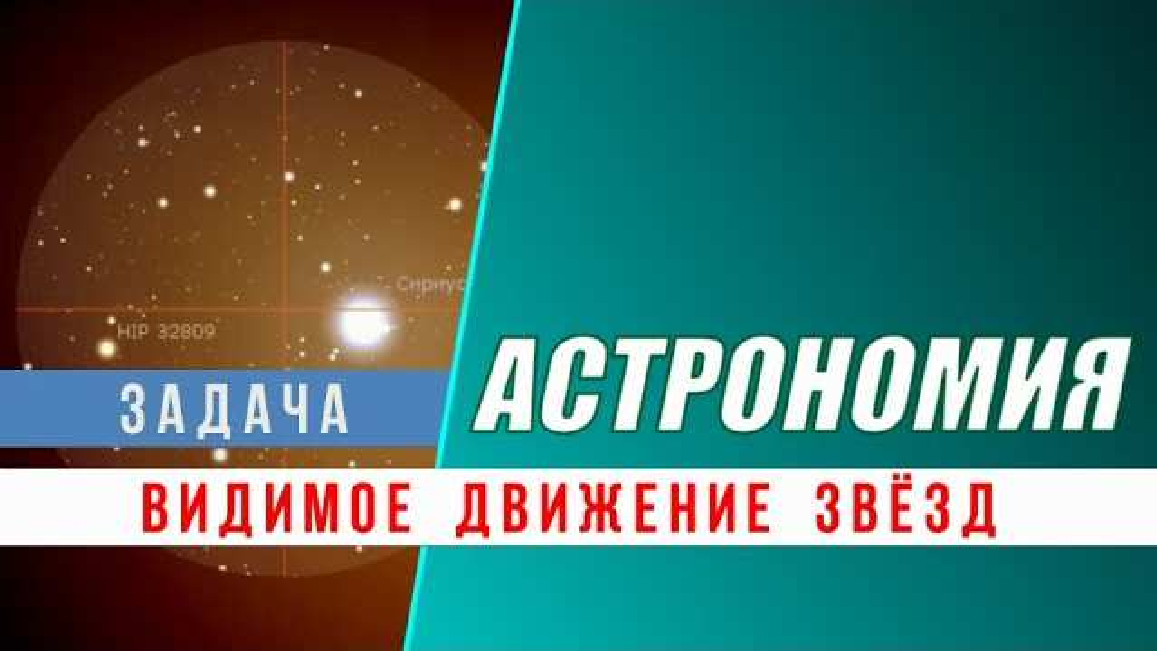 Сириус
HIP 32809
ЗАДАЧА
АСТРОНОМИЯ
ВИДИМОЕ ДВИЖЕНИЕ ЗВЁЗД